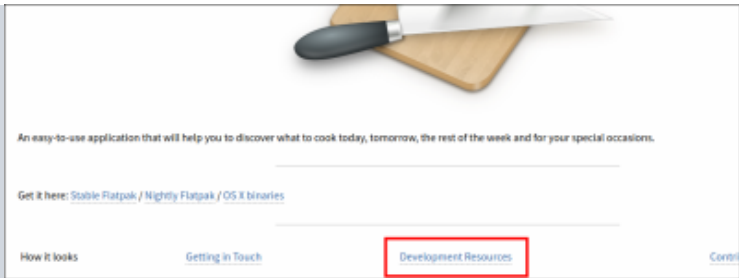 An easy-to-use application that will help you to discover what to cook today, tomorrow, the rest of the week and for your special occasions.
Get it here: Stable Flatpak / Nightly Flatpak / OS X binaries
How it looks Getting in Touch Development Resources Contri